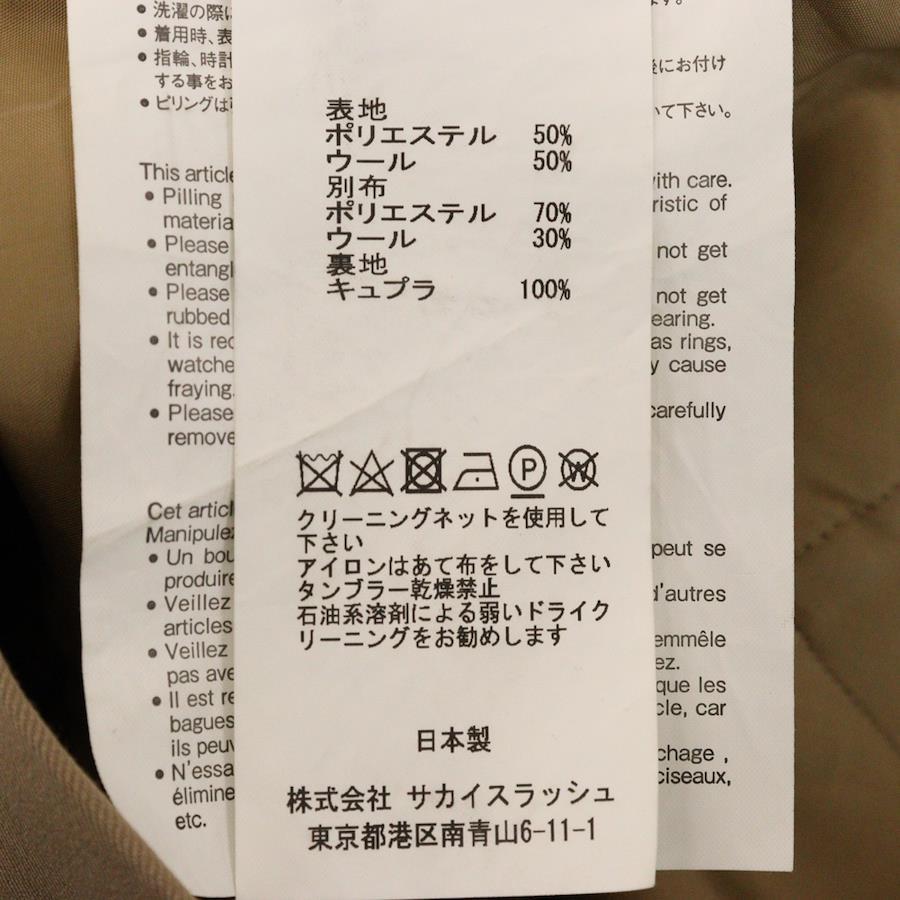 洗濯の際に
着用時、表
指輪、時計
する事をお
ピリングは
後にお付け
いて下さい。
This article
• Pilling
materia
• Please
entangl
• Please
rubbed
• It is rec
watche
fraying.
• Please
remove
with care.
ristic of
not get
not get
earing.
as rings,
y cause
carefully
Cet articl
Manipulez
• Un bou
produire
• Veillez
articles
• Veillez
pas ave
• Il est re
bagues
ils peuv
• N'essa
élimine
etc.
peut se
d'autres
emmêle
ez.
que les
cle, car
chage ,
ciseaux,
表地
ポリエステル 50%
ウール 50%
別布
ポリエステル 70%
ウール 30%
裏地
キュプラ 100%
P W
クリーニングネットを使用して
下さい
アイロンはあて布をして下さい
タンブラー乾燥禁止
石油系溶剤による弱いドライク
リーニングをお勧めします
日本製
株式会社 サカイスラッシュ
東京都港区南青山6-11-1